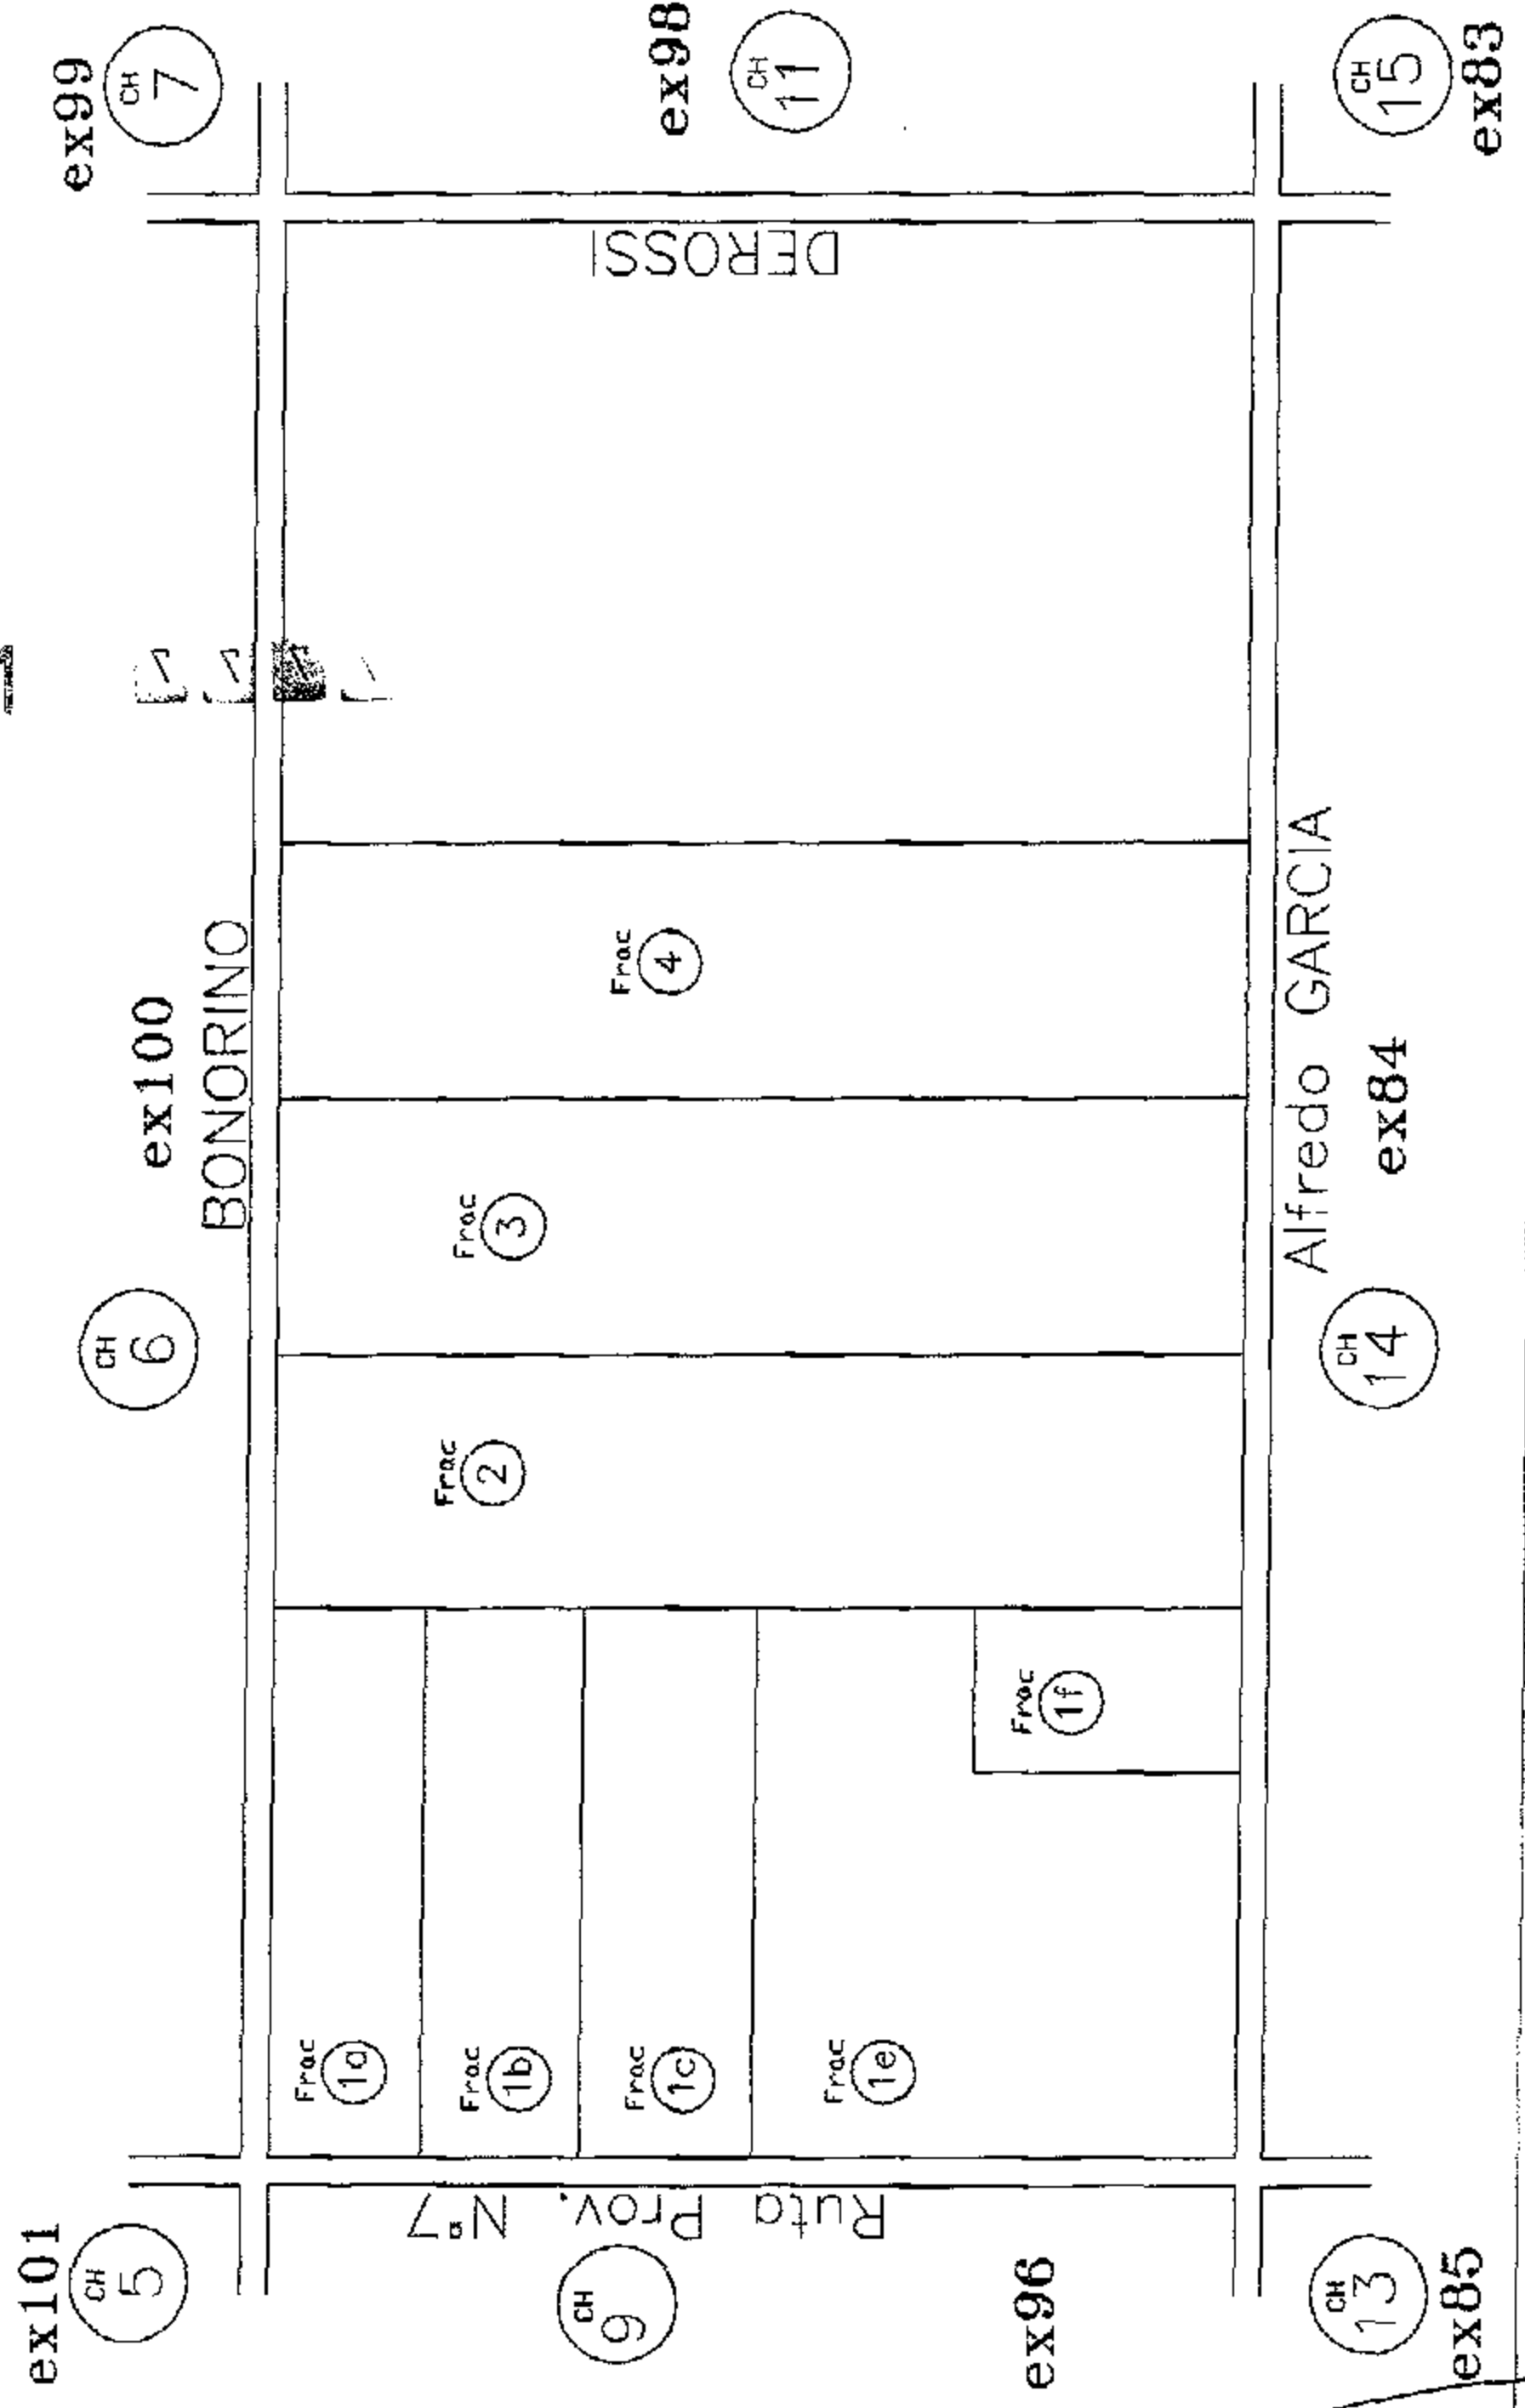 ex101
CH
5
CH
6
ex100
BONORINO
ex99
CH
7
Ruta Prov. Nº7
CH
9
ex96
Frac
1a
Frac
1b
Frac
1c
Frac
1e
Frac
1f
Frac
2
Frac
3
Frac
4
DEROSSI
ex98
CH
11
CH
13
ex85
Alfredo GARCIA
CH
14
ex84
CH
15
ex83